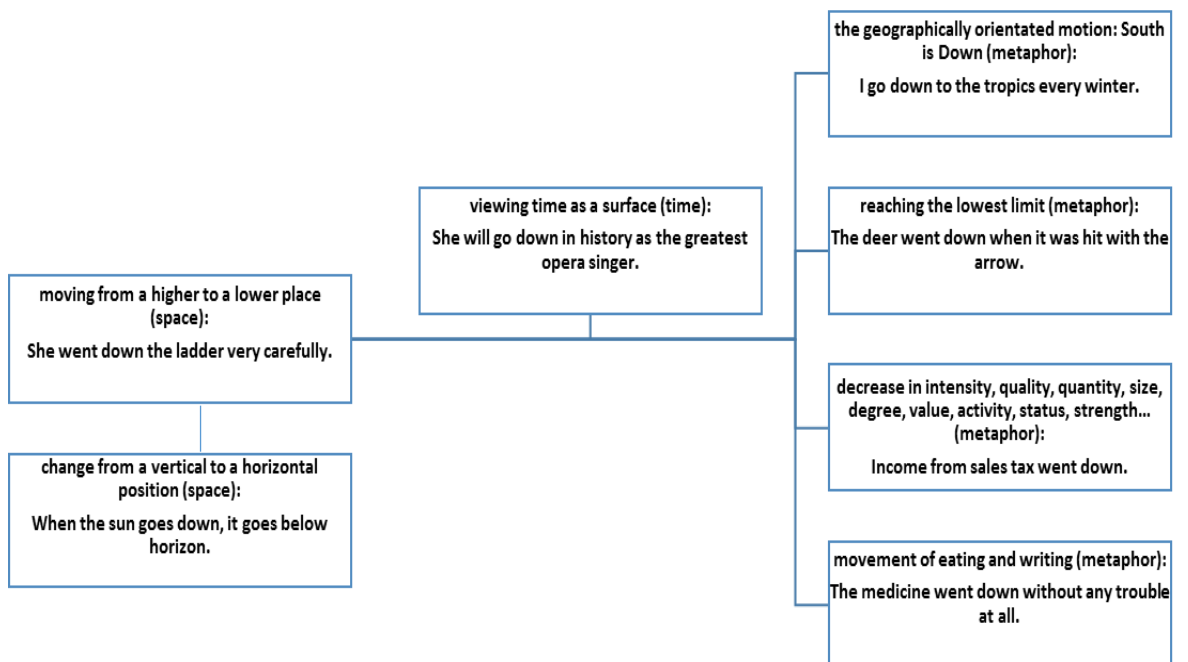 moving from a higher to a lower place
(space):
She went down the ladder very carefully.
change from a vertical to a horizontal
position (space):
When the sun goes down, it goes below
horizon.
viewing time as a surface (time):
She will go down in history as the greatest
opera singer.
the geographically orientated motion: South
is Down (metaphor):
I go down to the tropics every winter.
reaching the lowest limit (metaphor):
The deer went down when it was hit with the
arrow.
decrease in intensity, quality, quantity, size,
degree, value, activity, status, strength...
(metaphor):
Income from sales tax went down.
movement of eating and writing (metaphor):
The medicine went down without any trouble
at all.